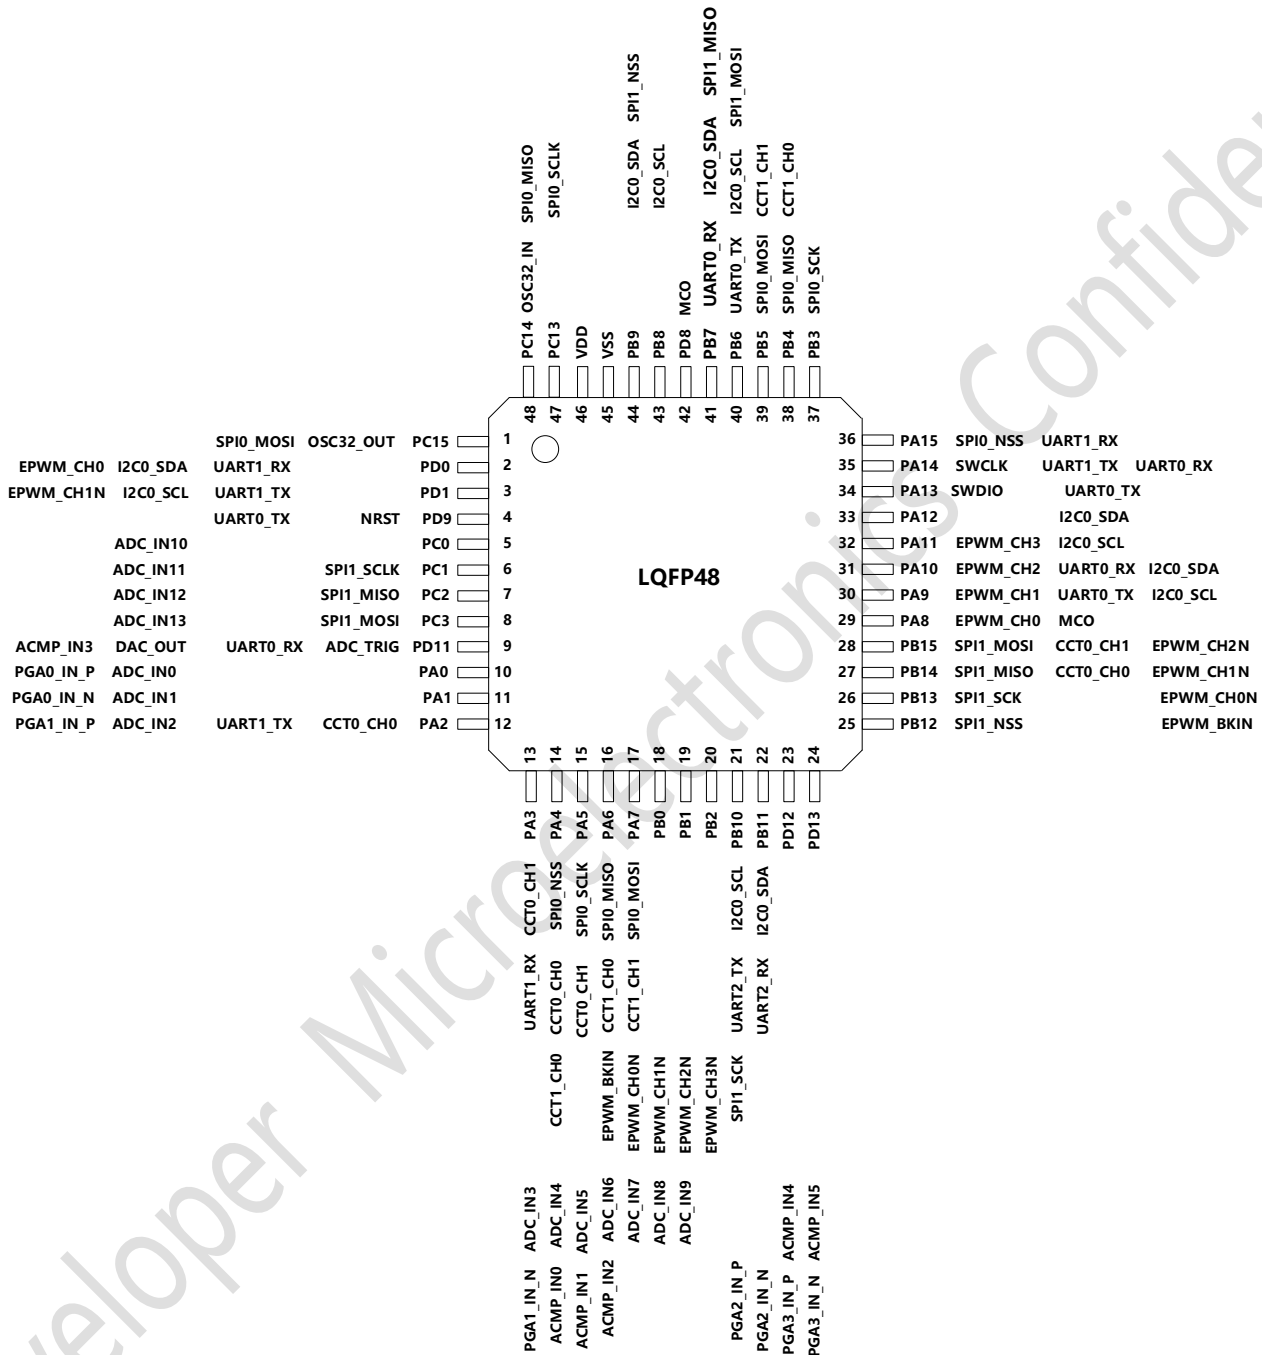 PC14 OSC32_IN SPI0_MISO
PC13 SPI0_SCLK
VDD
VSS
PB9 I2C0_SDA SPI1_NSS
PB8 I2C0_SCL
PD8 MCO
PB7 UART0_RX I2C0_SDA SPI1_MISO
PB6 UART0_TX I2C0_SCL SPI1_MOSI
PB5 SPI0_MOSI CCT1_CH1
PB4 SPI0_MISO CCT1_CH0
PB3 SPI0_SCK
48 47 46 45 44 43 42 41 40 39 38 37
SPI0_MOSI OSC32_OUT PC15 1
EPWM_CH0 I2C0_SDA UART1_RX PD0 2
EPWM_CH1N I2C0_SCL UART1_TX PD1 3
UART0_TX NRST PD9 4
ADC_IN10 PC0 5
ADC_IN11 SPI1_SCLK PC1 6
ADC_IN12 SPI1_MISO PC2 7
ADC_IN13 SPI1_MOSI PC3 8
ACMP_IN3 DAC_OUT UART0_RX ADC_TRIG PD11 9
PGA0_IN_P ADC_IN0 PA0 10
PGA0_IN_N ADC_IN1 PA1 11
PGA1_IN_P ADC_IN2 UART1_TX CCT0_CH0 PA2 12
LQFP48
36 PA15 SPI0_NSS UART1_RX
35 PA14 SWCLK UART1_TX UART0_RX
34 PA13 SWDIO UART0_TX
33 PA12 I2C0_SDA
32 PA11 EPWM_CH3 I2C0_SCL
31 PA10 EPWM_CH2 UART0_RX I2C0_SDA
30 PA9 EPWM_CH1 UART0_TX I2C0_SCL
29 PA8 EPWM_CH0 MCO
28 PB15 SPI1_MOSI CCT0_CH1 EPWM_CH2N
27 PB14 SPI1_MISO CCT0_CH0 EPWM_CH1N
26 PB13 SPI1_SCK EPWM_CH0N
25 PB12 SPI1_NSS EPWM_BKIN
13 14 15 16 17 18 19 20 21 22 23 24
PGA1_IN_N ADC_IN3 UART1_RX CCT0_CH1 PA3
ACMP_IN0 ADC_IN4 CCT1_CH0 CCT0_CH0 SPI0_NSS PA4
ACMP_IN1 ADC_IN5 CCT0_CH1 SPI0_SCLK PA5
ACMP_IN2 ADC_IN6 EPWM_BKIN CCT1_CH0 SPI0_MISO PA6
ADC_IN7 EPWM_CH0N CCT1_CH1 SPI0_MOSI PA7
ADC_IN8 EPWM_CH1N PB0
ADC_IN9 EPWM_CH2N PB1
EPWM_CH3N PB2
PGA2_IN_P SPI1_SCK UART2_TX I2C0_SCL PB10
PGA2_IN_N UART2_RX I2C0_SDA PB11
PGA3_IN_P ACMP_IN4 PD12
PGA3_IN_N ACMP_IN5 PD13
veloper Microelectronics Confide